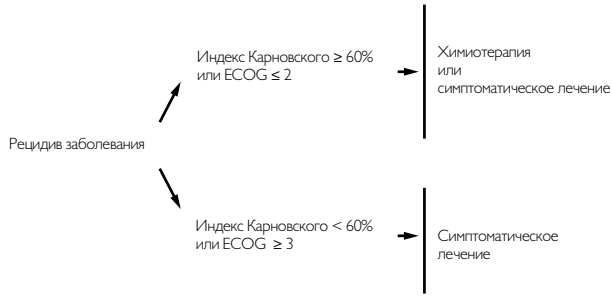 Рецидив заболевания
Индекс Карновского ≥ 60%
или ECOG ≤ 2
Химиотерапия
или
симптоматическое лечение
Индекс Карновского < 60%
или ECOG ≥ 3
Симптоматическое
лечение